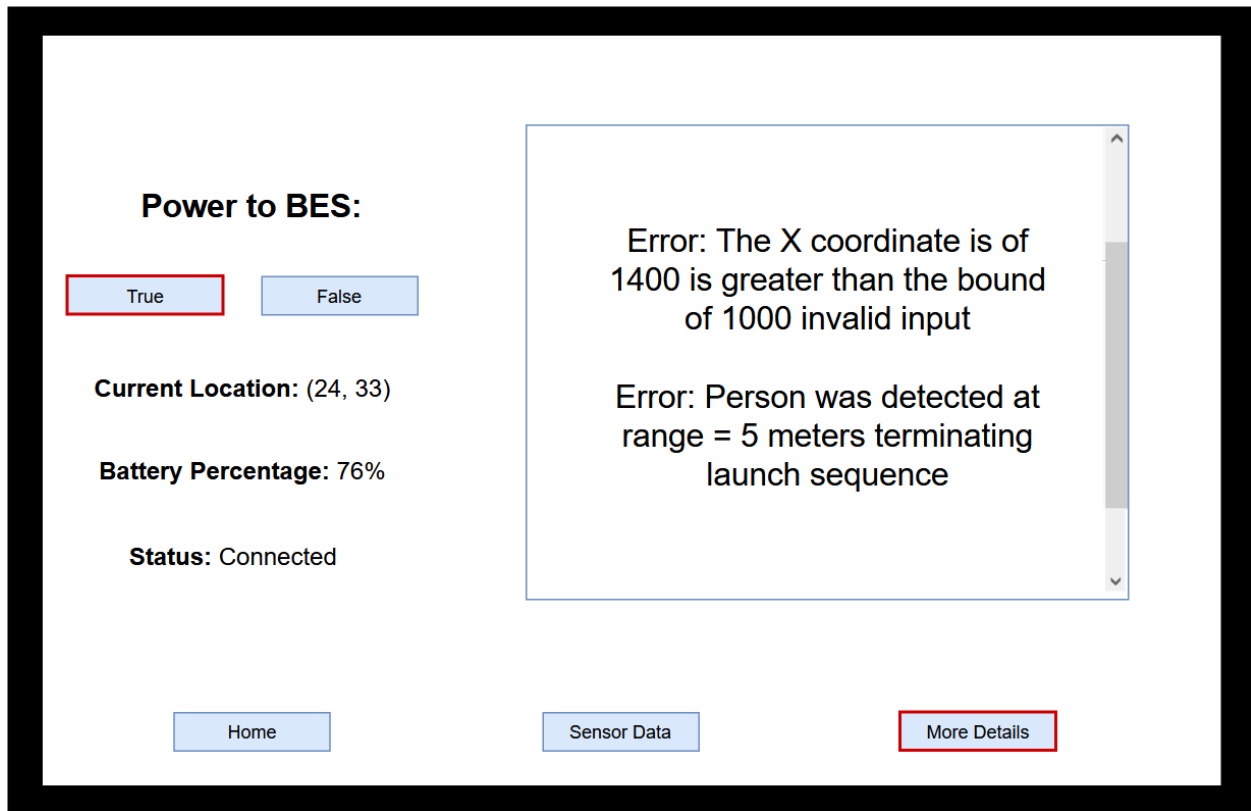 Power to BES:
True
False
Current Location: (24, 33)
Battery Percentage: 76%
Status: Connected
Error: The X coordinate is of
1400 is greater than the bound
of 1000 invalid input
Error: Person was detected at
range = 5 meters terminating
launch sequence
Home
Sensor Data
More Details